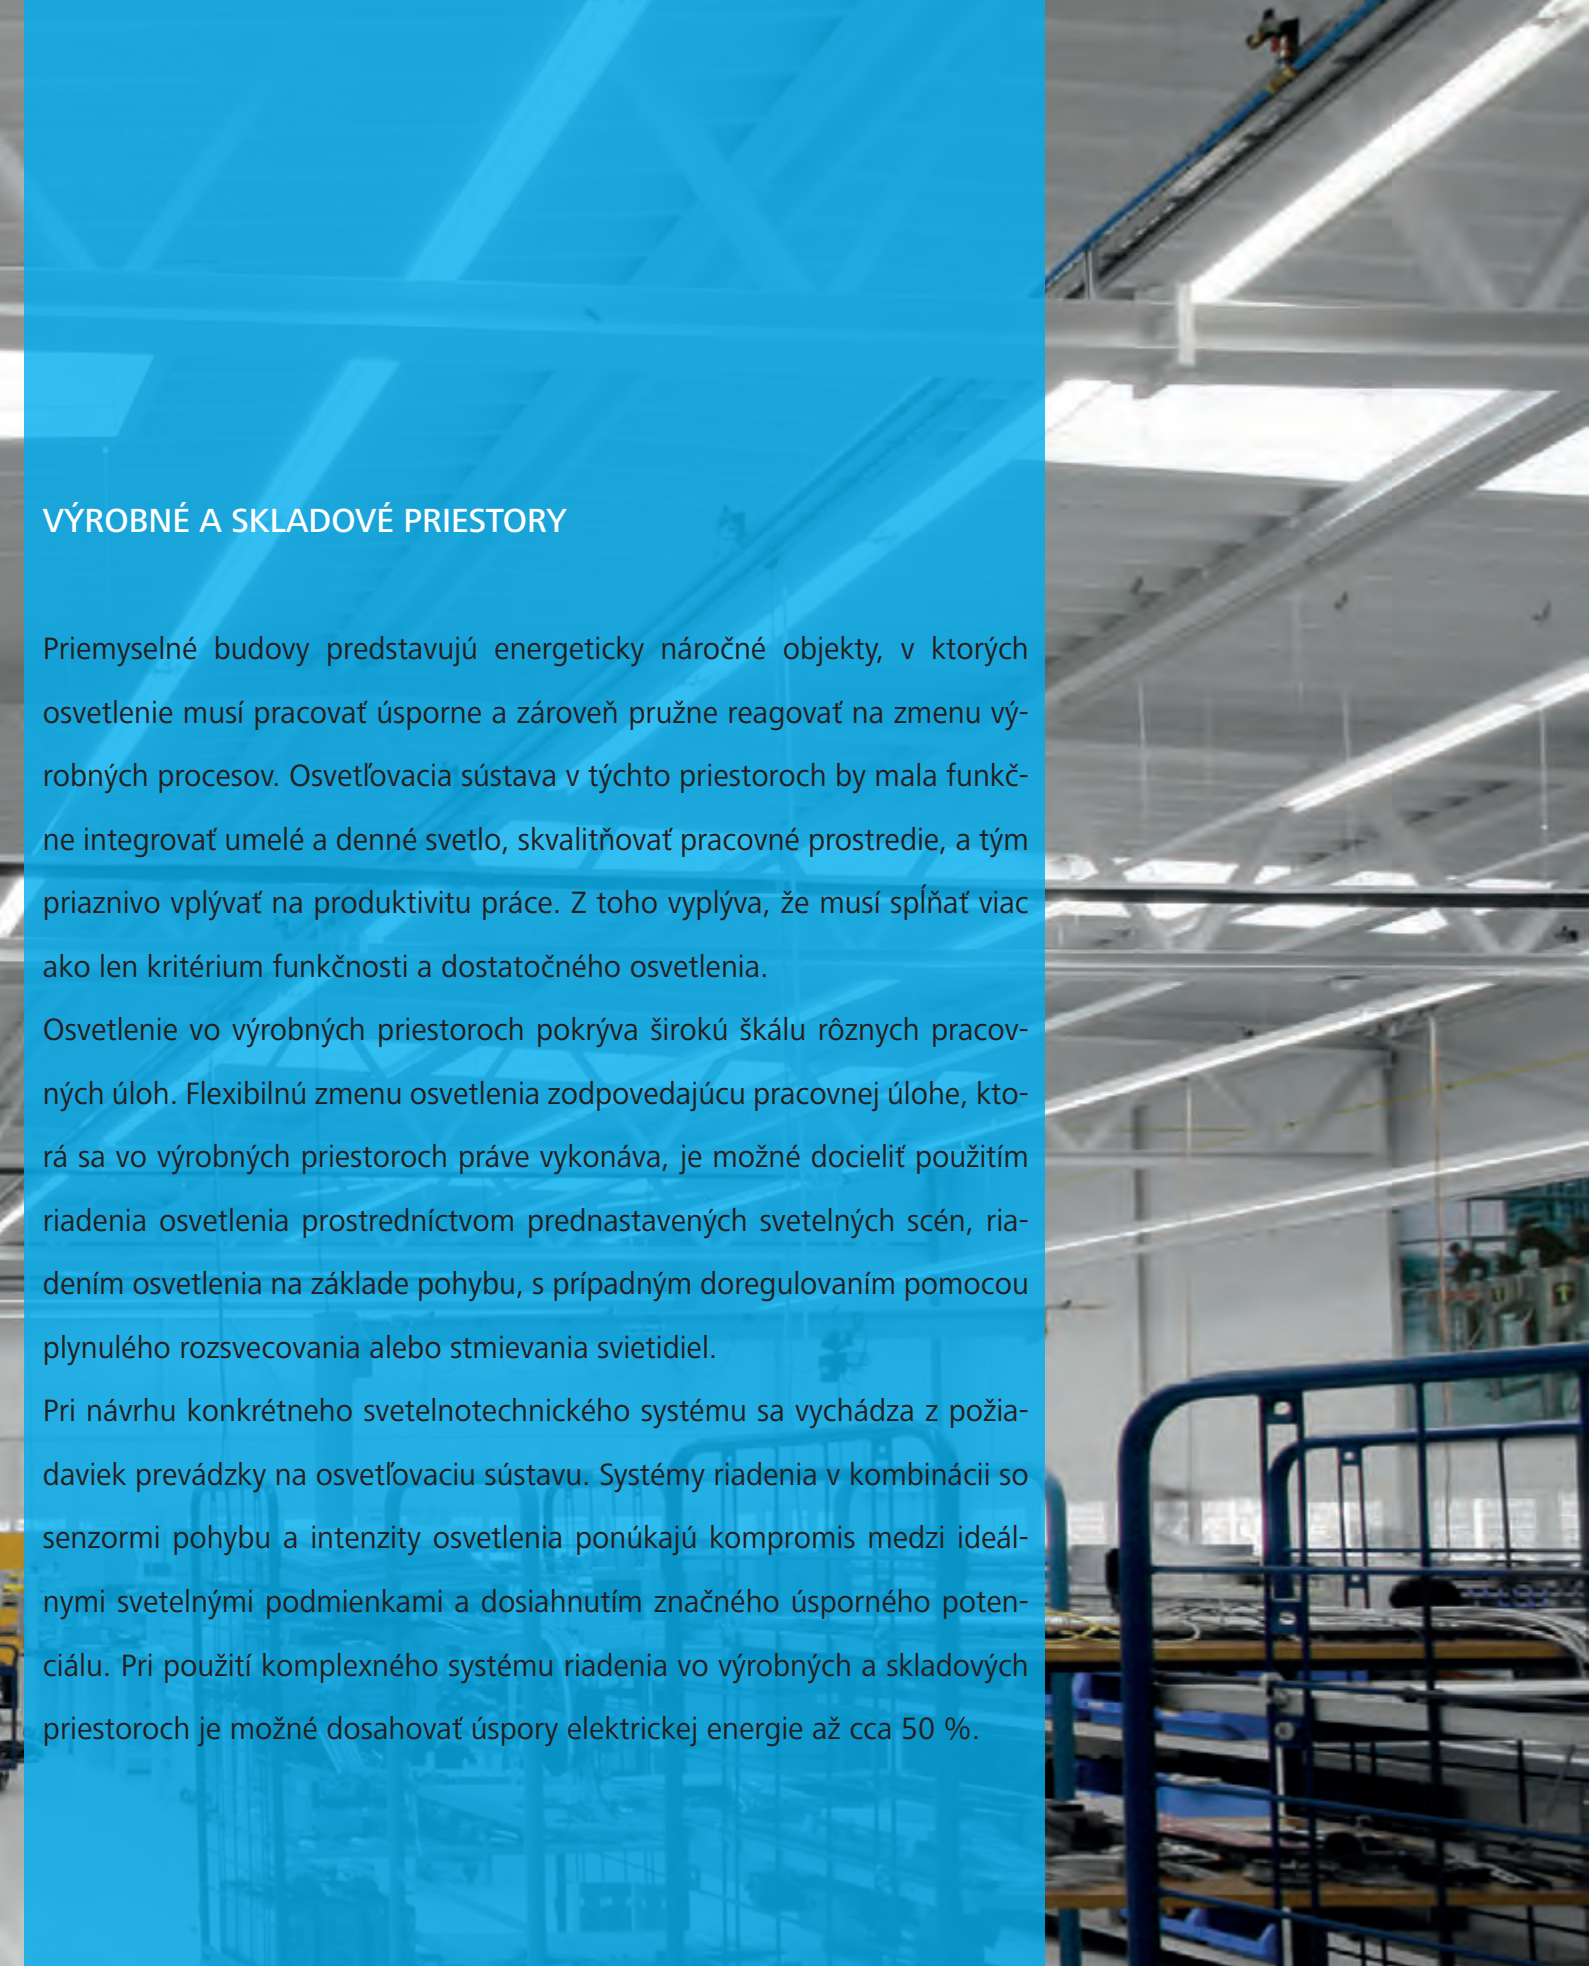 VÝROBNÉ A SKLADOVÉ PRIESTORY
Priemyselné budovy predstavujú energeticky náročné objekty, v ktorých
osvetlenie musí pracovať úsporne a zároveň pružne reagovať na zmenu vý-
robných procesov. Osvetľovacia sústava v týchto priestoroch by mala funkč-
ne integrovať umelé a denné svetlo, skvalitňovať pracovné prostredie, a tým
priaznivo vplývať na produktivitu práce. Z toho vyplýva, že musí spĺňať viac
ako len kritérium funkčnosti a dostatočného osvetlenia.
Osvetlenie vo výrobných priestoroch pokrýva širokú škálu rôznych pracov-
ných úloh. Flexibilnú zmenu osvetlenia zodpovedajúcu pracovnej úlohe, kto-
rá sa vo výrobných priestoroch práve vykonáva, je možné docieliť použitím
riadenia osvetlenia prostredníctvom prednastavených svetelných scén, ria-
dením osvetlenia na základe pohybu, s prípadným doregulovaním pomocou
plynulého rozsvecovania alebo stmievania svietidiel.
Pri návrhu konkrétneho svetelnotechnického systému sa vychádza z požia-
daviek prevádzky na osvetľovaciu sústavu. Systémy riadenia v kombinácii so
senzormi pohybu a intenzity osvetlenia ponúkajú kompromis medzi ideál-
nymi svetelnými podmienkami a dosiahnutím značného úsporného poten-
ciálu. Pri použití komplexného systému riadenia vo výrobných a skladových
priestoroch je možné dosahovať úspory elektrickej energie až cca 50 %.